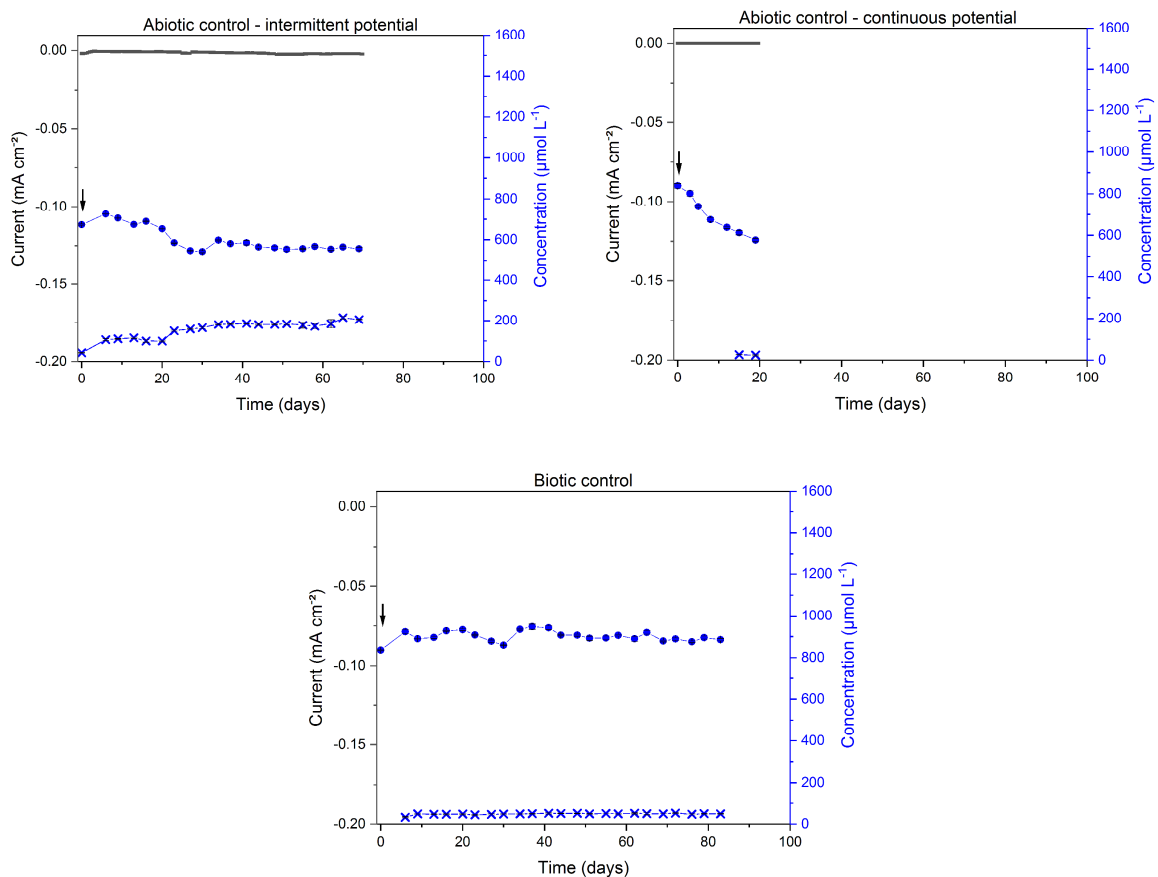 Abiotic control - intermittent potential
0.00
-0.05
-0.10
-0.15
-0.20
Current (mA cm⁻²)
0 20 40 60 80 100
Time (days)
1600
1400
1200
1000
800
600
400
200
0
Concentration (µmol L⁻¹)
Abiotic control - continuous potential
0.00
-0.05
-0.10
-0.15
-0.20
Current (mA cm⁻²)
0 20 40 60 80 100
Time (days)
1600
1400
1200
1000
800
600
400
200
0
Concentration (µmol L⁻¹)
Biotic control
0.00
-0.05
-0.10
-0.15
-0.20
Current (mA cm⁻²)
0 20 40 60 80 100
Time (days)
1600
1400
1200
1000
800
600
400
200
0
Concentration (µmol L⁻¹)